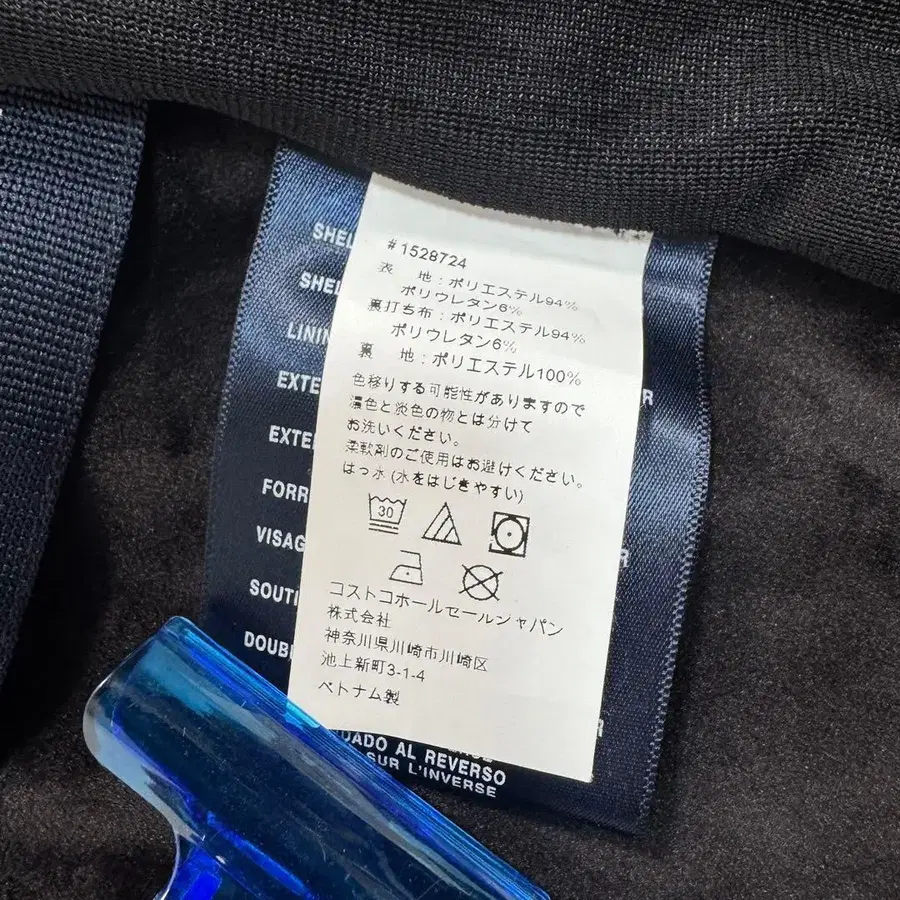 #1528724
表 地：ポリエステル94%
ポリウレタン6%
裏打ち布：ポリエステル94%
ポリウレタン6%
裏 地：ポリエステル100%
色移りする可能性がありますので
濃色と淡色の物とは分けて
お洗いください。
柔軟剤のご使用はお避けください。
はっ水 (水をはじきやすい)
30
コストコホールセールジャパン
株式会社
神奈川県川崎市川崎区
池上新町3-1-4
ベトナム製
SHEL
SHEL
LININ
EXTE
R
EXTE
FORR
VISAG
R
SOUTI
DOUB
R
DADO AL REVERSO
SUR L'INVERSE